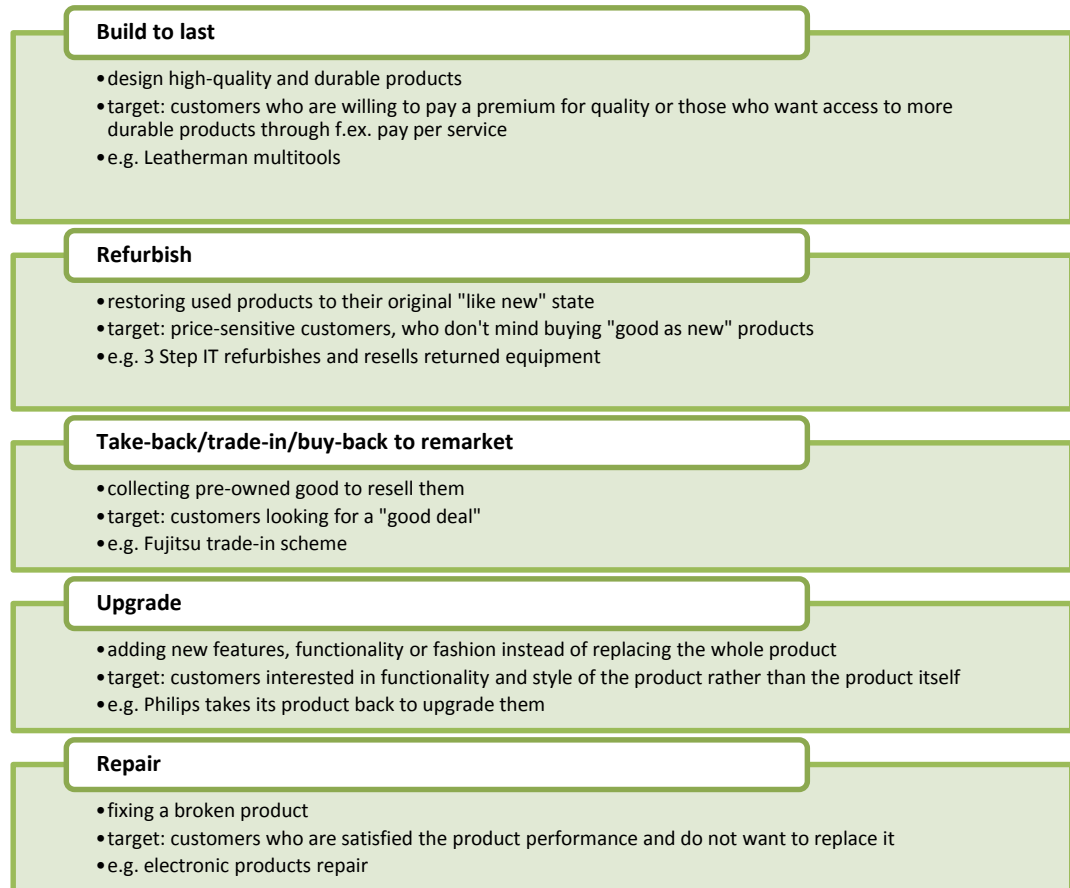 Build to last
•design high-quality and durable products
•target: customers who are willing to pay a premium for quality or those who want access to more
durable products through f.ex. pay per service
•e.g. Leatherman multitools
Refurbish
•restoring used products to their original "like new" state
•target: price-sensitive customers, who don't mind buying "good as new" products
•e.g. 3 Step IT refurbishes and resells returned equipment
Take-back/trade-in/buy-back to remarket
•collecting pre-owned good to resell them
•target: customers looking for a "good deal"
•e.g. Fujitsu trade-in scheme
Upgrade
•adding new features, functionality or fashion instead of replacing the whole product
•target: customers interested in functionality and style of the product rather than the product itself
•e.g. Philips takes its product back to upgrade them
Repair
•fixing a broken product
•target: customers who are satisfied the product performance and do not want to replace it
•e.g. electronic products repair